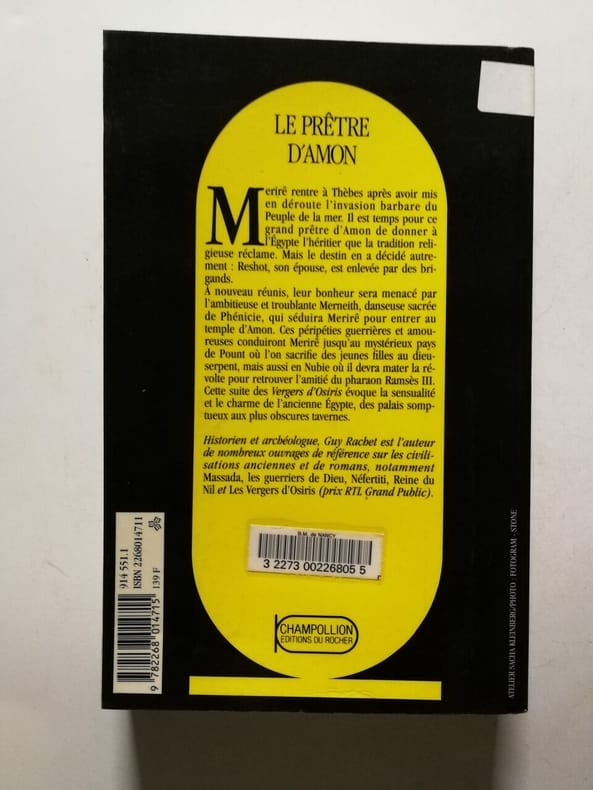 LE PRÊTRE
D'AMON
Merirê rentre à Thèbes après avoir mis
en déroute l'invasion barbare du
Peuple de la mer. Il est temps pour ce
grand prêtre d'Amon de donner à
l'Égypte l'héritier que la tradition reli-
gieuse réclame. Mais le destin en a décidé autre-
ment : Reshot, son épouse, est enlevée par des bri-
gands.
À nouveau réunis, leur bonheur sera menacé par
l'ambitieuse et troublante Merneith, danseuse sacrée
de Phénicie, qui séduira Merirê pour entrer au
temple d'Amon. Ces péripéties guerrières et amou-
reuses conduiront Merirê jusqu'au mystérieux pays
de Pount où l'on sacrifie des jeunes filles au dieu-
serpent, mais aussi en Nubie où il devra mater la ré-
volte pour retrouver l'amitié du pharaon Ramsès III.
Cette suite des Vergers d'Osiris évoque la sensualité
et le charme de l'ancienne Égypte, des palais somp-
tueux aux plus obscures tavernes.
Historien et archéologue, Guy Rachet est l'auteur
de nombreux ouvrages de référence sur les civili-
sations anciennes et de romans, notamment
Massada, les guerriers de Dieu, Néfertiti, Reine du
Nil et Les Vergers d'Osiris (prix RTL Grand Public).
B.M. de NANCY
3 2273 00226805 5
CHAMPOLLION
EDITIONS DU ROCHER
914 551.1
ISBN 2268014711
9 782268 014715
139 F
ATELIER SACHA KLEINBERG/PHOTO : FOTOGRAM - STONE